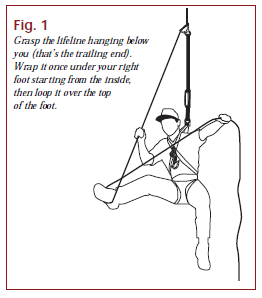 Fig. 1
Grasp the lifeline hanging below
you (that's the trailing end).
Wrap it once under your right
foot starting from the inside,
then loop it over the top
of the foot.